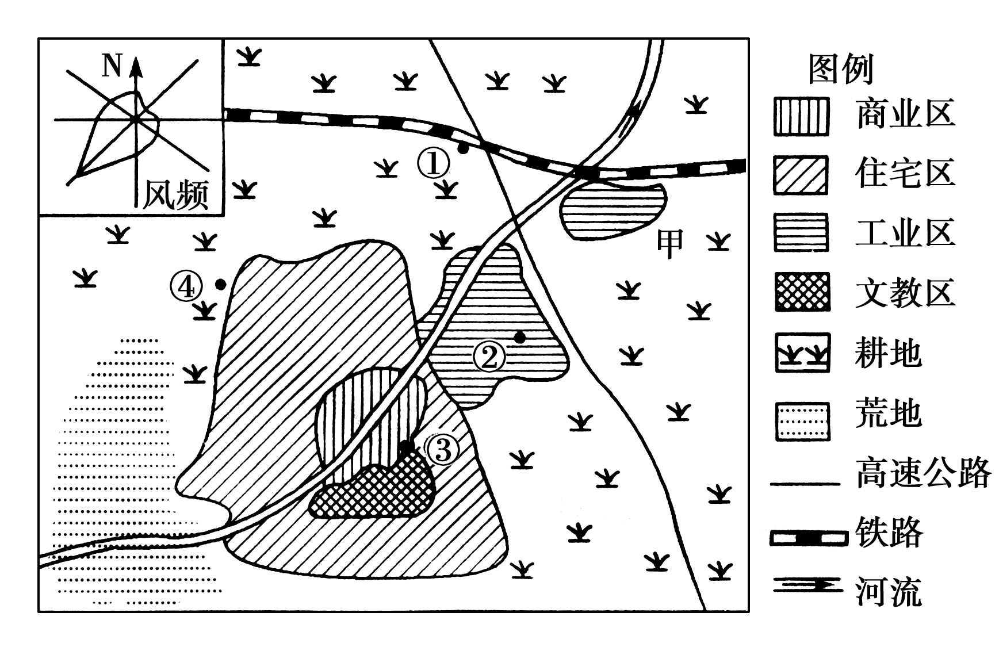 N
风频
①
甲
④
②
③
图例
商业区
住宅区
工业区
文教区
耕地
荒地
高速公路
铁路
河流